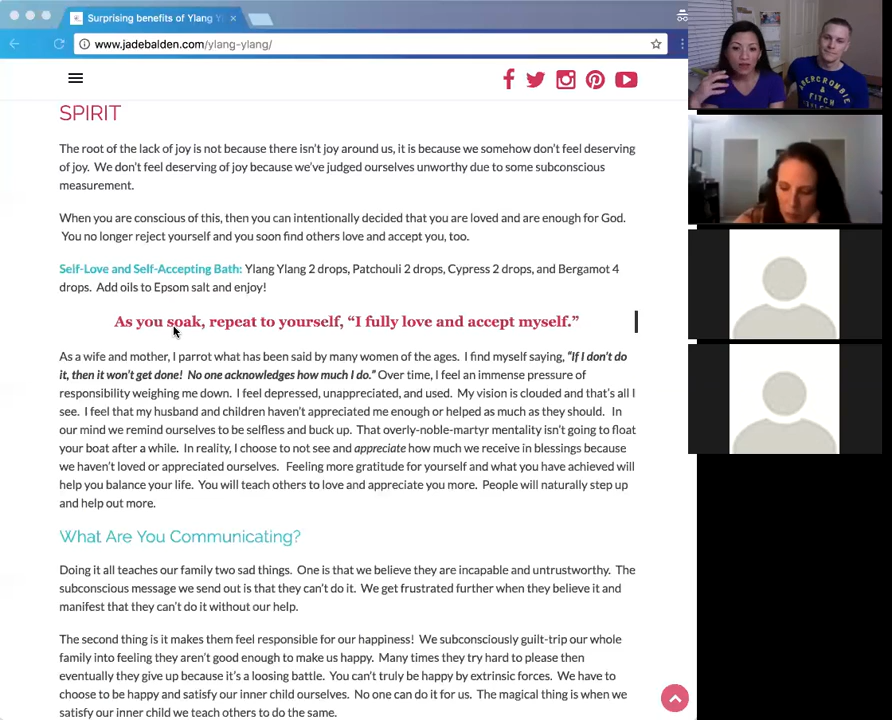 Surprising benefits of Ylang Y
www.jadebalden.com/ylang-ylang/
SPIRIT
The root of the lack of joy is not because there isn't joy around us, it is because we somehow don't feel deserving
of joy. We don't feel deserving of joy because we've judged ourselves unworthy due to some subconscious
measurement.
When you are conscious of this, then you can intentionally decided that you are loved and are enough for God.
You no longer reject yourself and you soon find others love and accept you, too.
Self-Love and Self-Accepting Bath: Ylang Ylang 2 drops, Patchouli 2 drops, Cypress 2 drops, and Bergamot 4
drops. Add oils to Epsom salt and enjoy!
As you soak, repeat to yourself, “I fully love and accept myself.”
As a wife and mother, I parrot what has been said by many women of the ages. I find myself saying, “If I don't do
it, then it won't get done! No one acknowledges how much I do.” Over time, I feel an immense pressure of
responsibility weighing me down. I feel depressed, unappreciated, and used. My vision is clouded and that's all I
see. I feel that my husband and children haven't appreciated me enough or helped as much as they should. In
our mind we remind ourselves to be selfless and buck up. That overly-noble-martyr mentality isn't going to float
your boat after a while. In reality, I choose to not see and appreciate how much we receive in blessings because
we haven't loved or appreciated ourselves. Feeling more gratitude for yourself and what you have achieved will
help you balance your life. You will teach others to love and appreciate you more. People will naturally step up
and help out more.
What Are You Communicating?
Doing it all teaches our family two sad things. One is that we believe they are incapable and untrustworthy. The
subconscious message we send out is that they can't do it. We get frustrated further when they believe it and
manifest that they can't do it without our help.
The second thing is it makes them feel responsible for our happiness! We subconsciously guilt-trip our whole
family into feeling they aren't good enough to make us happy. Many times they try hard to please then
eventually they give up because it's a loosing battle. You can't truly be happy by extrinsic forces. We have to
choose to be happy and satisfy our inner child ourselves. No one can do it for us. The magical thing is when we
satisfy our inner child we teach others to do the same.
ABERCROMBIE
& FITCH